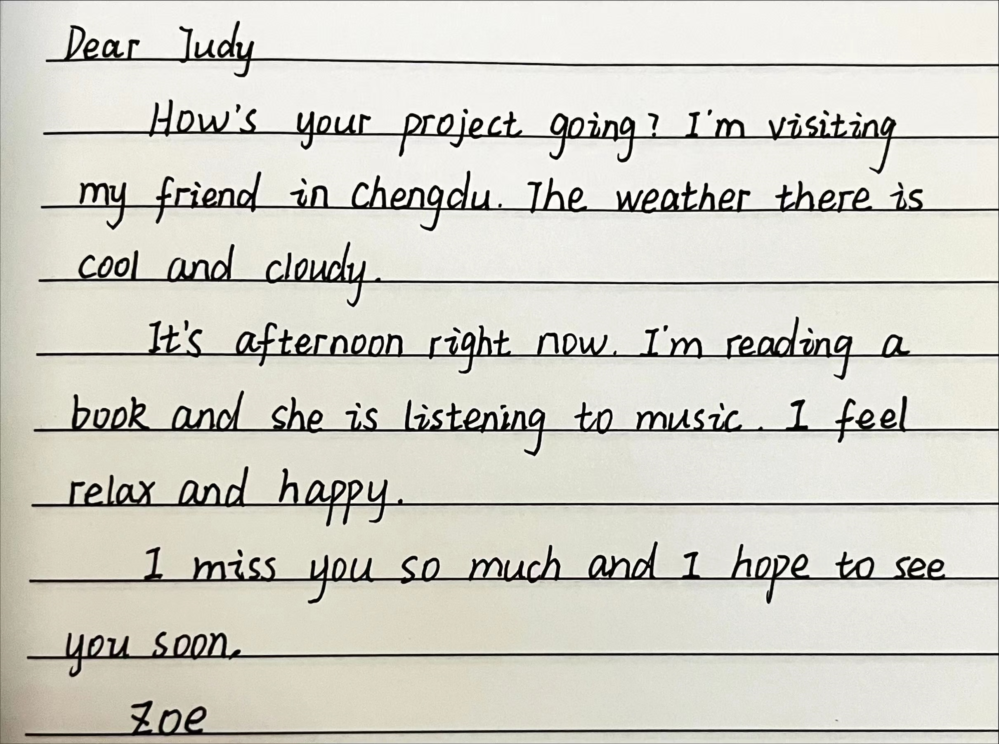 Dear Judy
How's your project going? I'm visiting
my friend in Chengdu. The weather there is
cool and cloudy.
It's afternoon right now. I'm reading a
book and she is listening to music. I feel
relax and happy.
I miss you so much and I hope to see
you soon.
Zoe